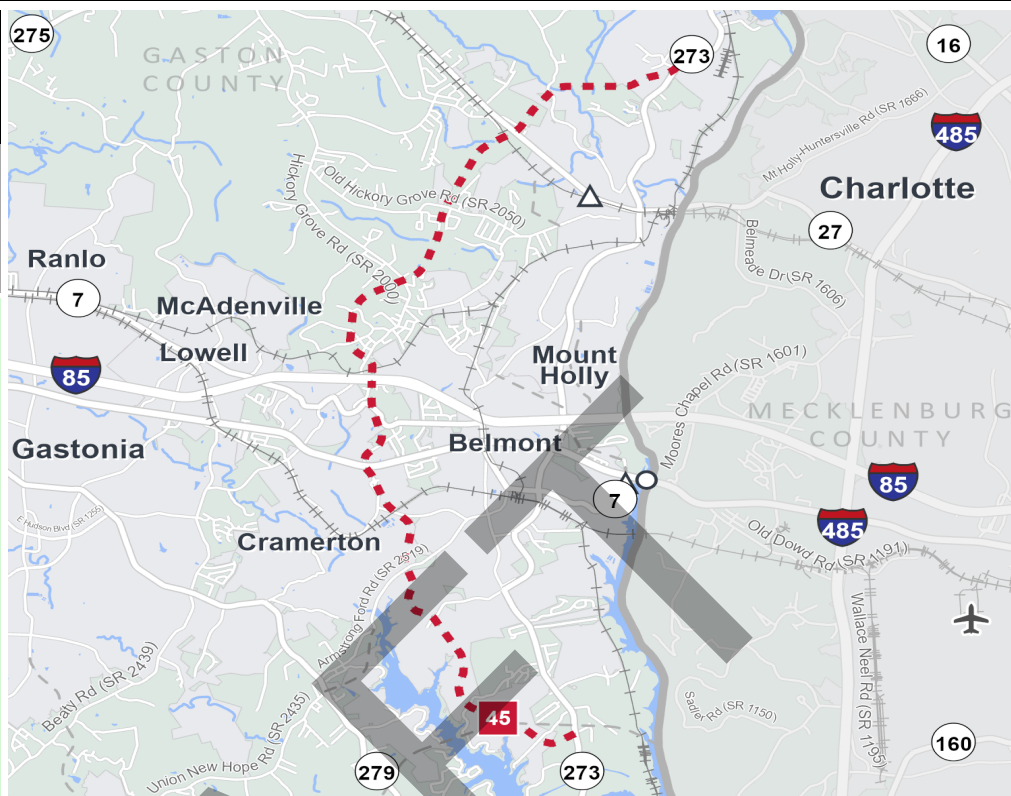 275
GASTON
COUNTY
273
16
485
Mt Holly-Huntersville Rd (SR 1666)
Charlotte
Hickory Grove Rd (SR 2000)
Old Hickory Grove Rd (SR 2050)
27
Belmeade Dr (SR 1606)
Ranlo
7
McAdenville
Lowell
85
Mount
Holly
Moores Chapel Rd (SR 1601)
MECKLENBURG
COUNTY
Gastonia
Belmont
85
7
485
E Hudson Blvd (SR 1255)
Cramerton
Old Dowd Rd (SR 1191)
Armstrong Ford Rd (SR 2519)
Wallace Neel Rd (SR 1195)
Beaty Rd (SR 2439)
Sadler Rd (SR 1150)
45
Union New Hope Rd (SR 2435)
279
273
160